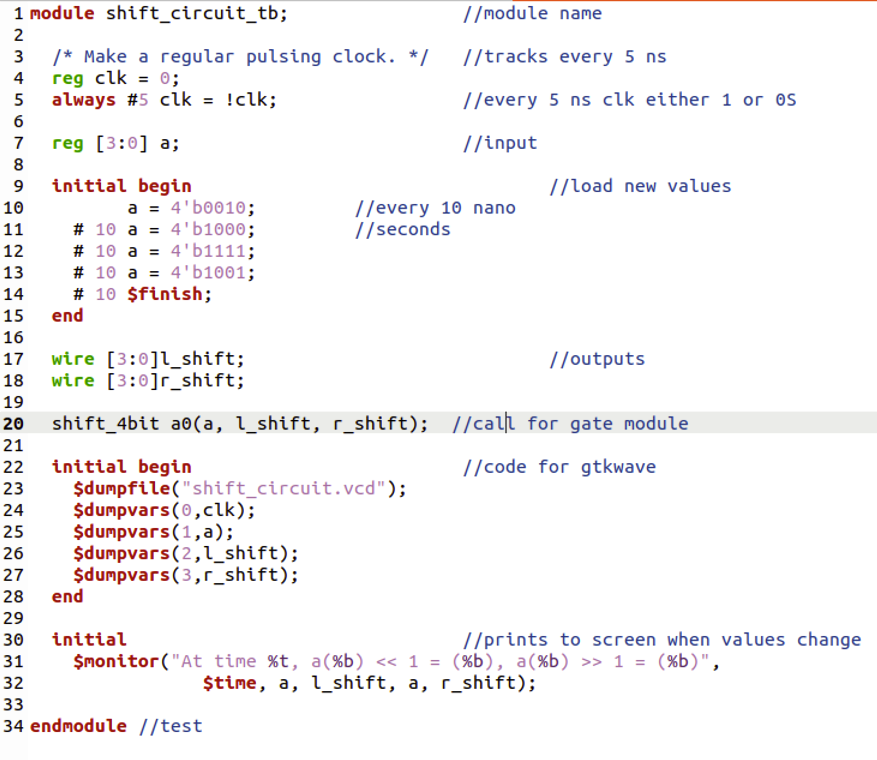 1 module shift_circuit_tb; //module name
2
3 /* Make a regular pulsing clock. */ //tracks every 5 ns
4 reg clk = 0;
5 always #5 clk = !clk; //every 5 ns clk either 1 or 0S
6
7 reg [3:0] a; //input
8
9 initial begin //load new values
10 a = 4'b0010; //every 10 nano
11 # 10 a = 4'b1000; //seconds
12 # 10 a = 4'b1111;
13 # 10 a = 4'b1001;
14 # 10 $finish;
15 end
16
17 wire [3:0]l_shift; //outputs
18 wire [3:0]r_shift;
19
20 shift_4bit a0(a, l_shift, r_shift); //call for gate module
21
22 initial begin //code for gtkwave
23 $dumpfile("shift_circuit.vcd");
24 $dumpvars(0,clk);
25 $dumpvars(1,a);
26 $dumpvars(2,l_shift);
27 $dumpvars(3,r_shift);
28 end
29
30 initial //prints to screen when values change
31 $monitor("At time %t, a(%b) << 1 = (%b), a(%b) >> 1 = (%b)",
32 $time, a, l_shift, a, r_shift);
33
34 endmodule //test